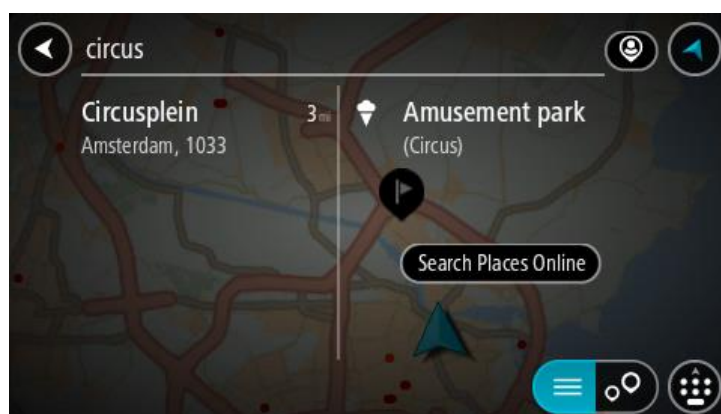 circus
Circusplein 3 mi
Amsterdam, 1033
Amusement park
(Circus)
Search Places Online